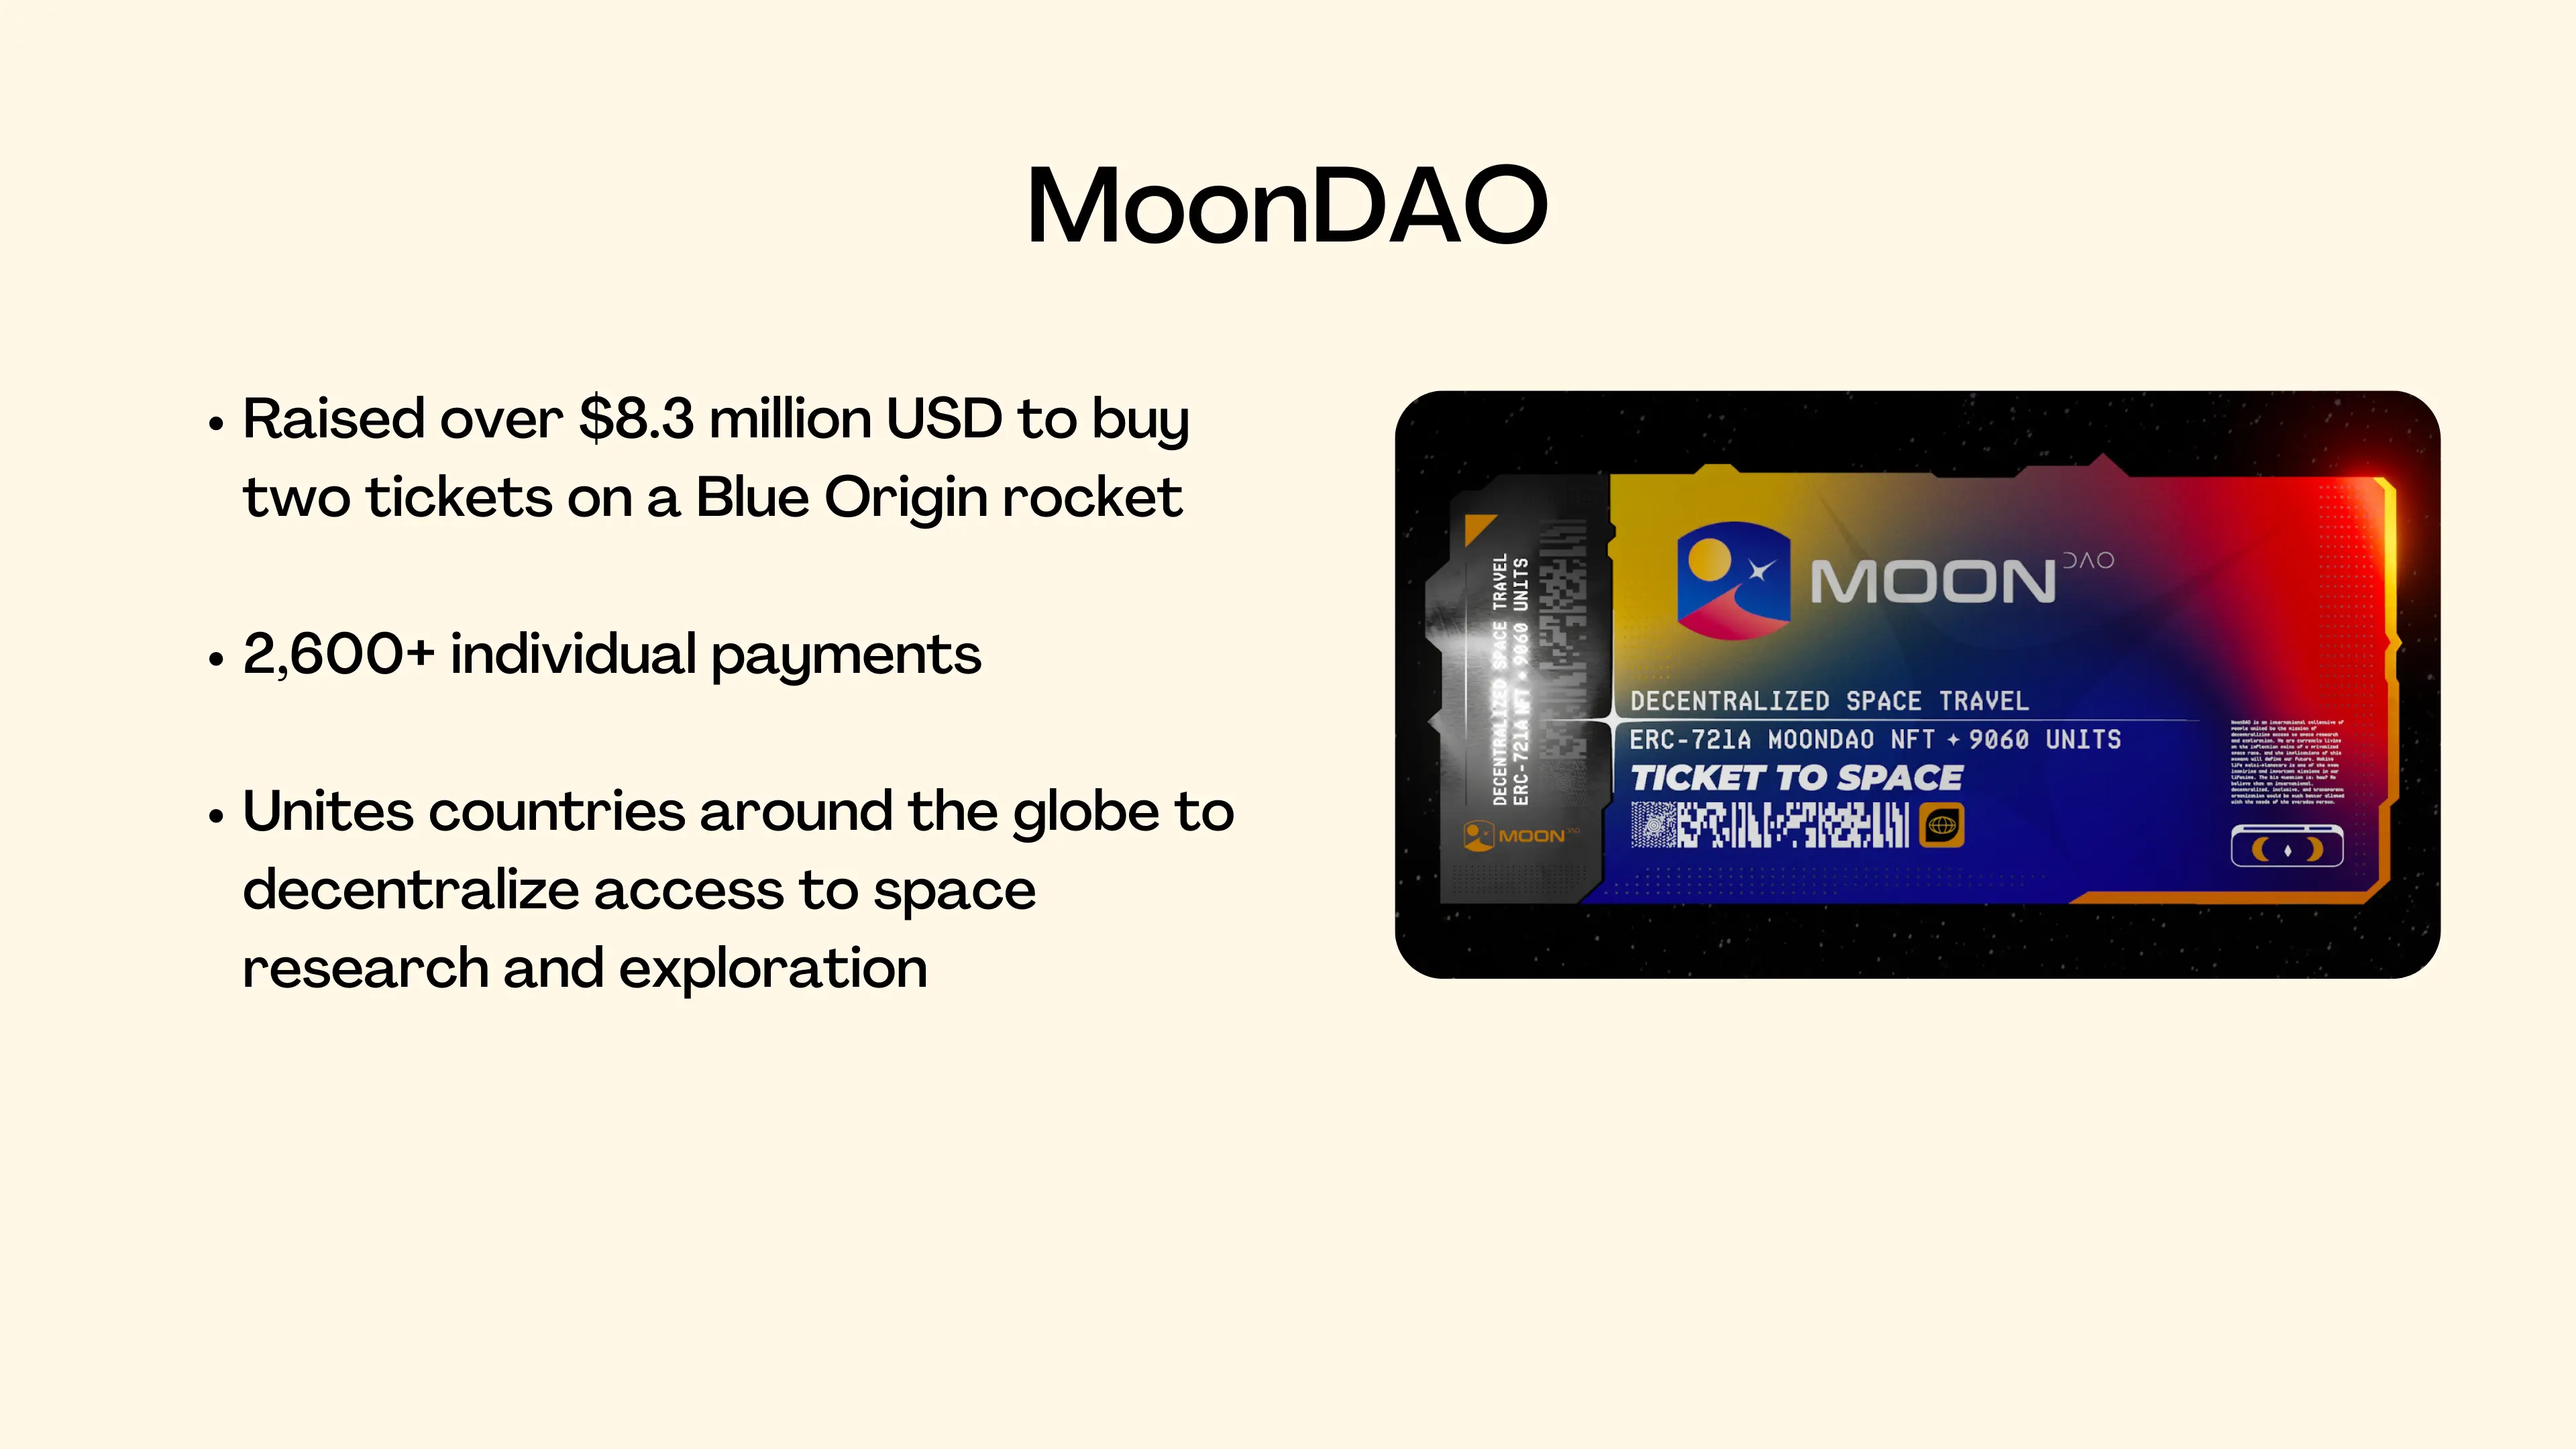 MoonDAO
• Raised over $8.3 million USD to buy
two tickets on a Blue Origin rocket
• 2,600+ individual payments
• Unites countries around the globe to
decentralize access to space
research and exploration
DECENTRALIZED SPACE TRAVEL
ERC-721A NFT ✦ 9060 UNITS
MOON DAO
MOON DAO
DECENTRALIZED SPACE TRAVEL
ERC-721A MOONDAO NFT ✦ 9060 UNITS
TICKET TO SPACE